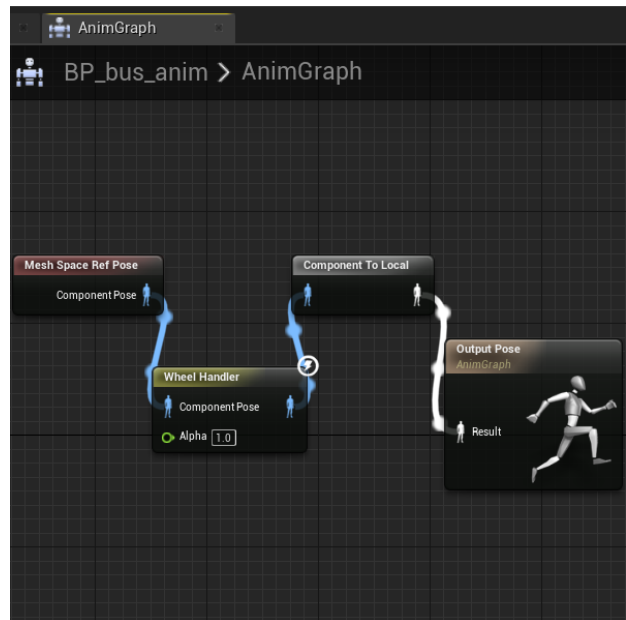 AnimGraph
BP_bus_anim > AnimGraph
Mesh Space Ref Pose
Component Pose
Wheel Handler
Component Pose
Alpha 1.0
Component To Local
Output Pose
AnimGraph
Result